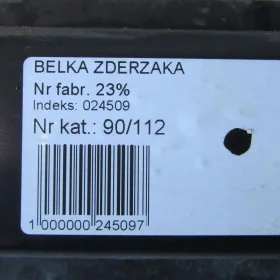 BELKA ZDERZAKA
Nr fabr. 23%
Indeks: 024509
Nr kat.: 90/112
1 000000 245097